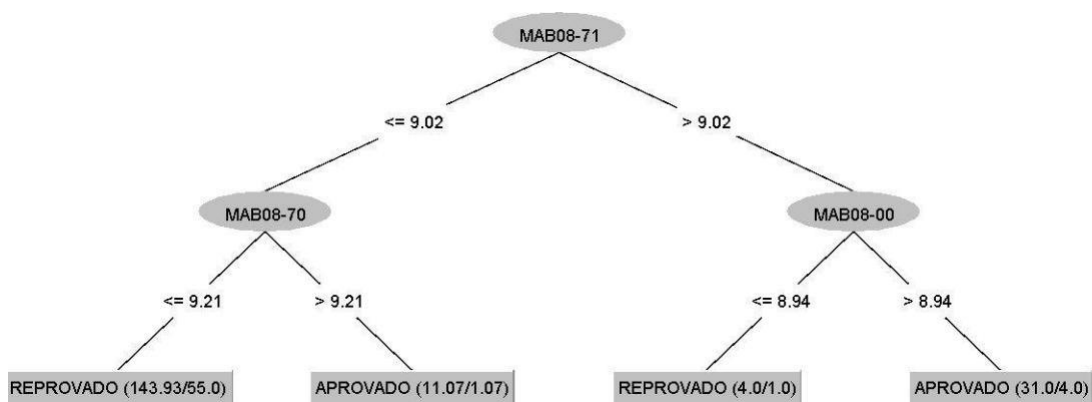 MAB08-71
<= 9.02
> 9.02
MAB08-70
MAB08-00
<= 9.21
> 9.21
<= 8.94
> 8.94
REPROVADO (143.93/55.0)
APROVADO (11.07/1.07)
REPROVADO (4.0/1.0)
APROVADO (31.0/4.0)